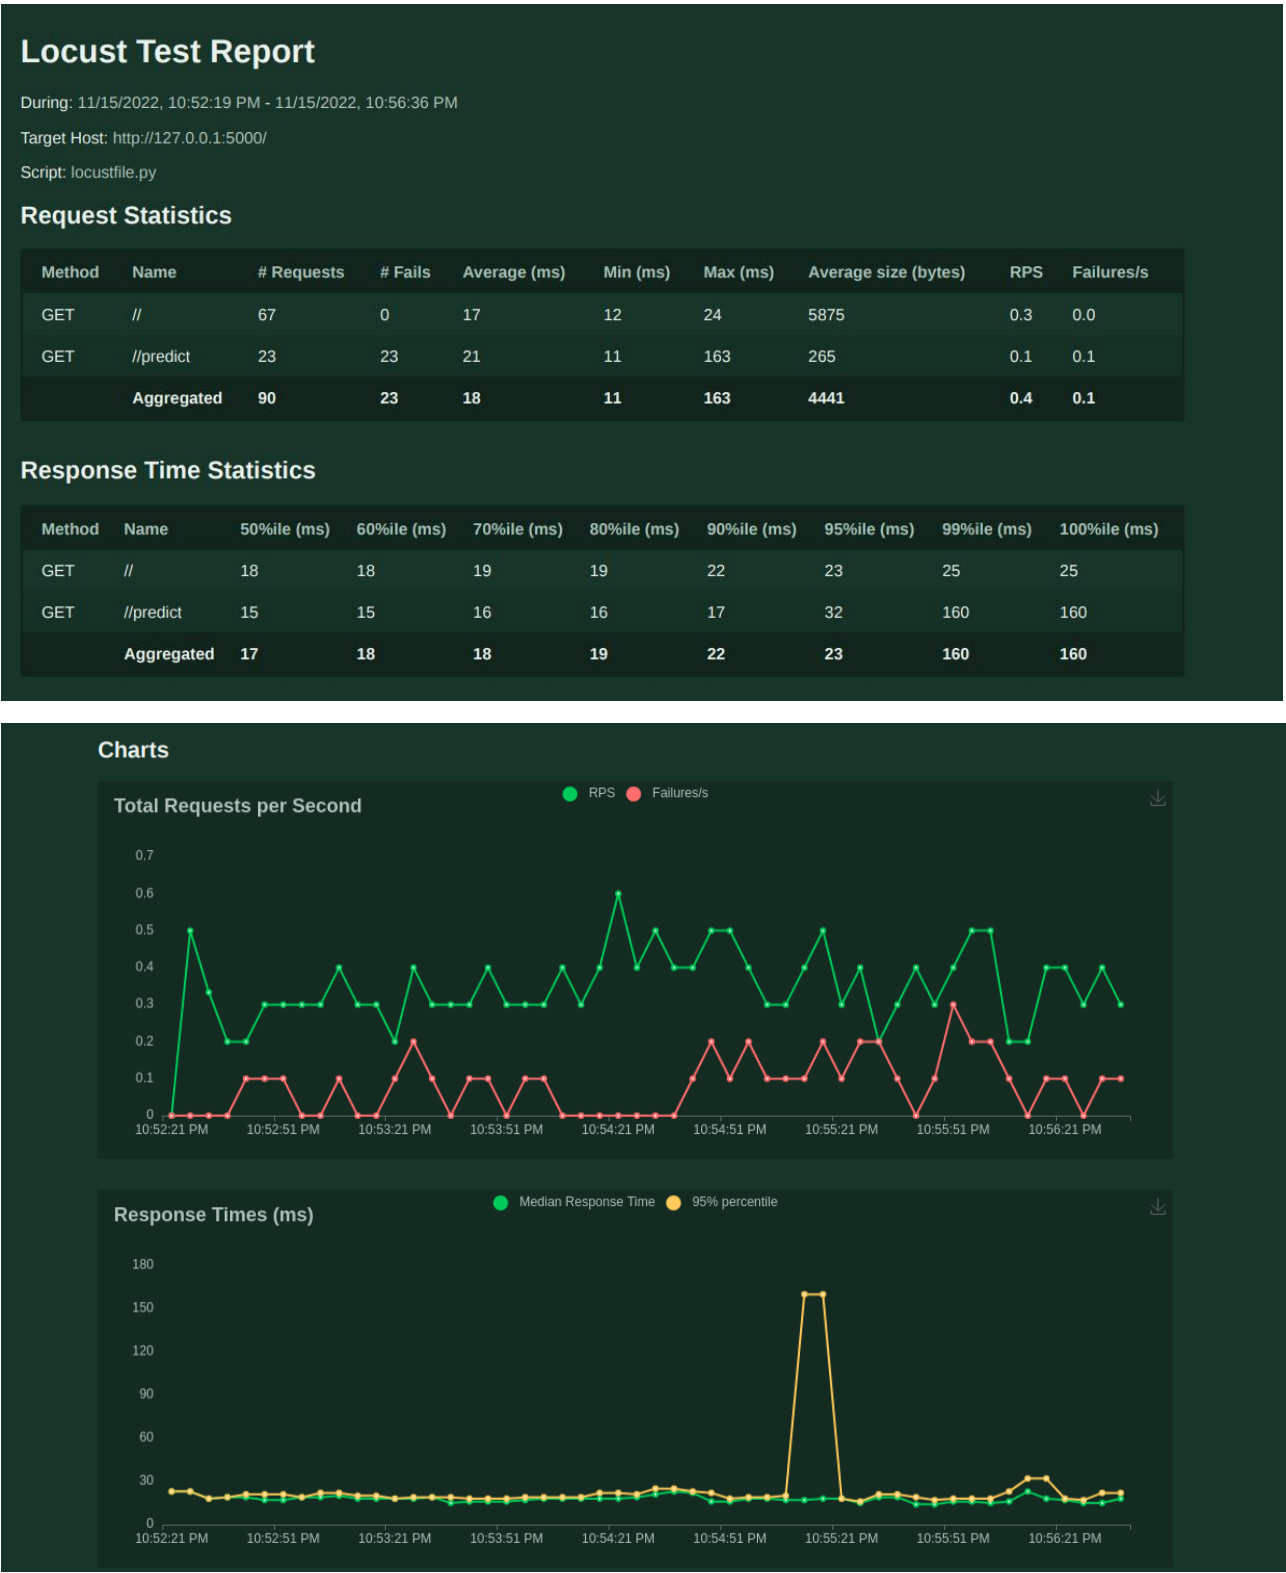 Locust Test Report
During: 11/15/2022, 10:52:19 PM - 11/15/2022, 10:56:36 PM
Target Host: http://127.0.0.1:5000/
Script: locustfile.py
Request Statistics
Method Name # Requests # Fails Average (ms) Min (ms) Max (ms) Average size (bytes) RPS Failures/s
GET // 67 0 17 12 24 5875 0.3 0.0
GET //predict 23 23 21 11 163 265 0.1 0.1
Aggregated 90 23 18 11 163 4441 0.4 0.1
Response Time Statistics
Method Name 50%ile (ms) 60%ile (ms) 70%ile (ms) 80%ile (ms) 90%ile (ms) 95%ile (ms) 99%ile (ms) 100%ile (ms)
GET // 18 18 19 19 22 23 25 25
GET //predict 15 15 16 16 17 32 160 160
Aggregated 17 18 18 19 22 23 160 160
Charts
Total Requests per Second
RPS Failures/s
0.7
0.6
0.5
0.4
0.3
0.2
0.1
0
10:52:21 PM 10:52:51 PM 10:53:21 PM 10:53:51 PM 10:54:21 PM 10:54:51 PM 10:55:21 PM 10:55:51 PM 10:56:21 PM
Response Times (ms)
Median Response Time 95% percentile
180
150
120
90
60
30
0
10:52:21 PM 10:52:51 PM 10:53:21 PM 10:53:51 PM 10:54:21 PM 10:54:51 PM 10:55:21 PM 10:55:51 PM 10:56:21 PM